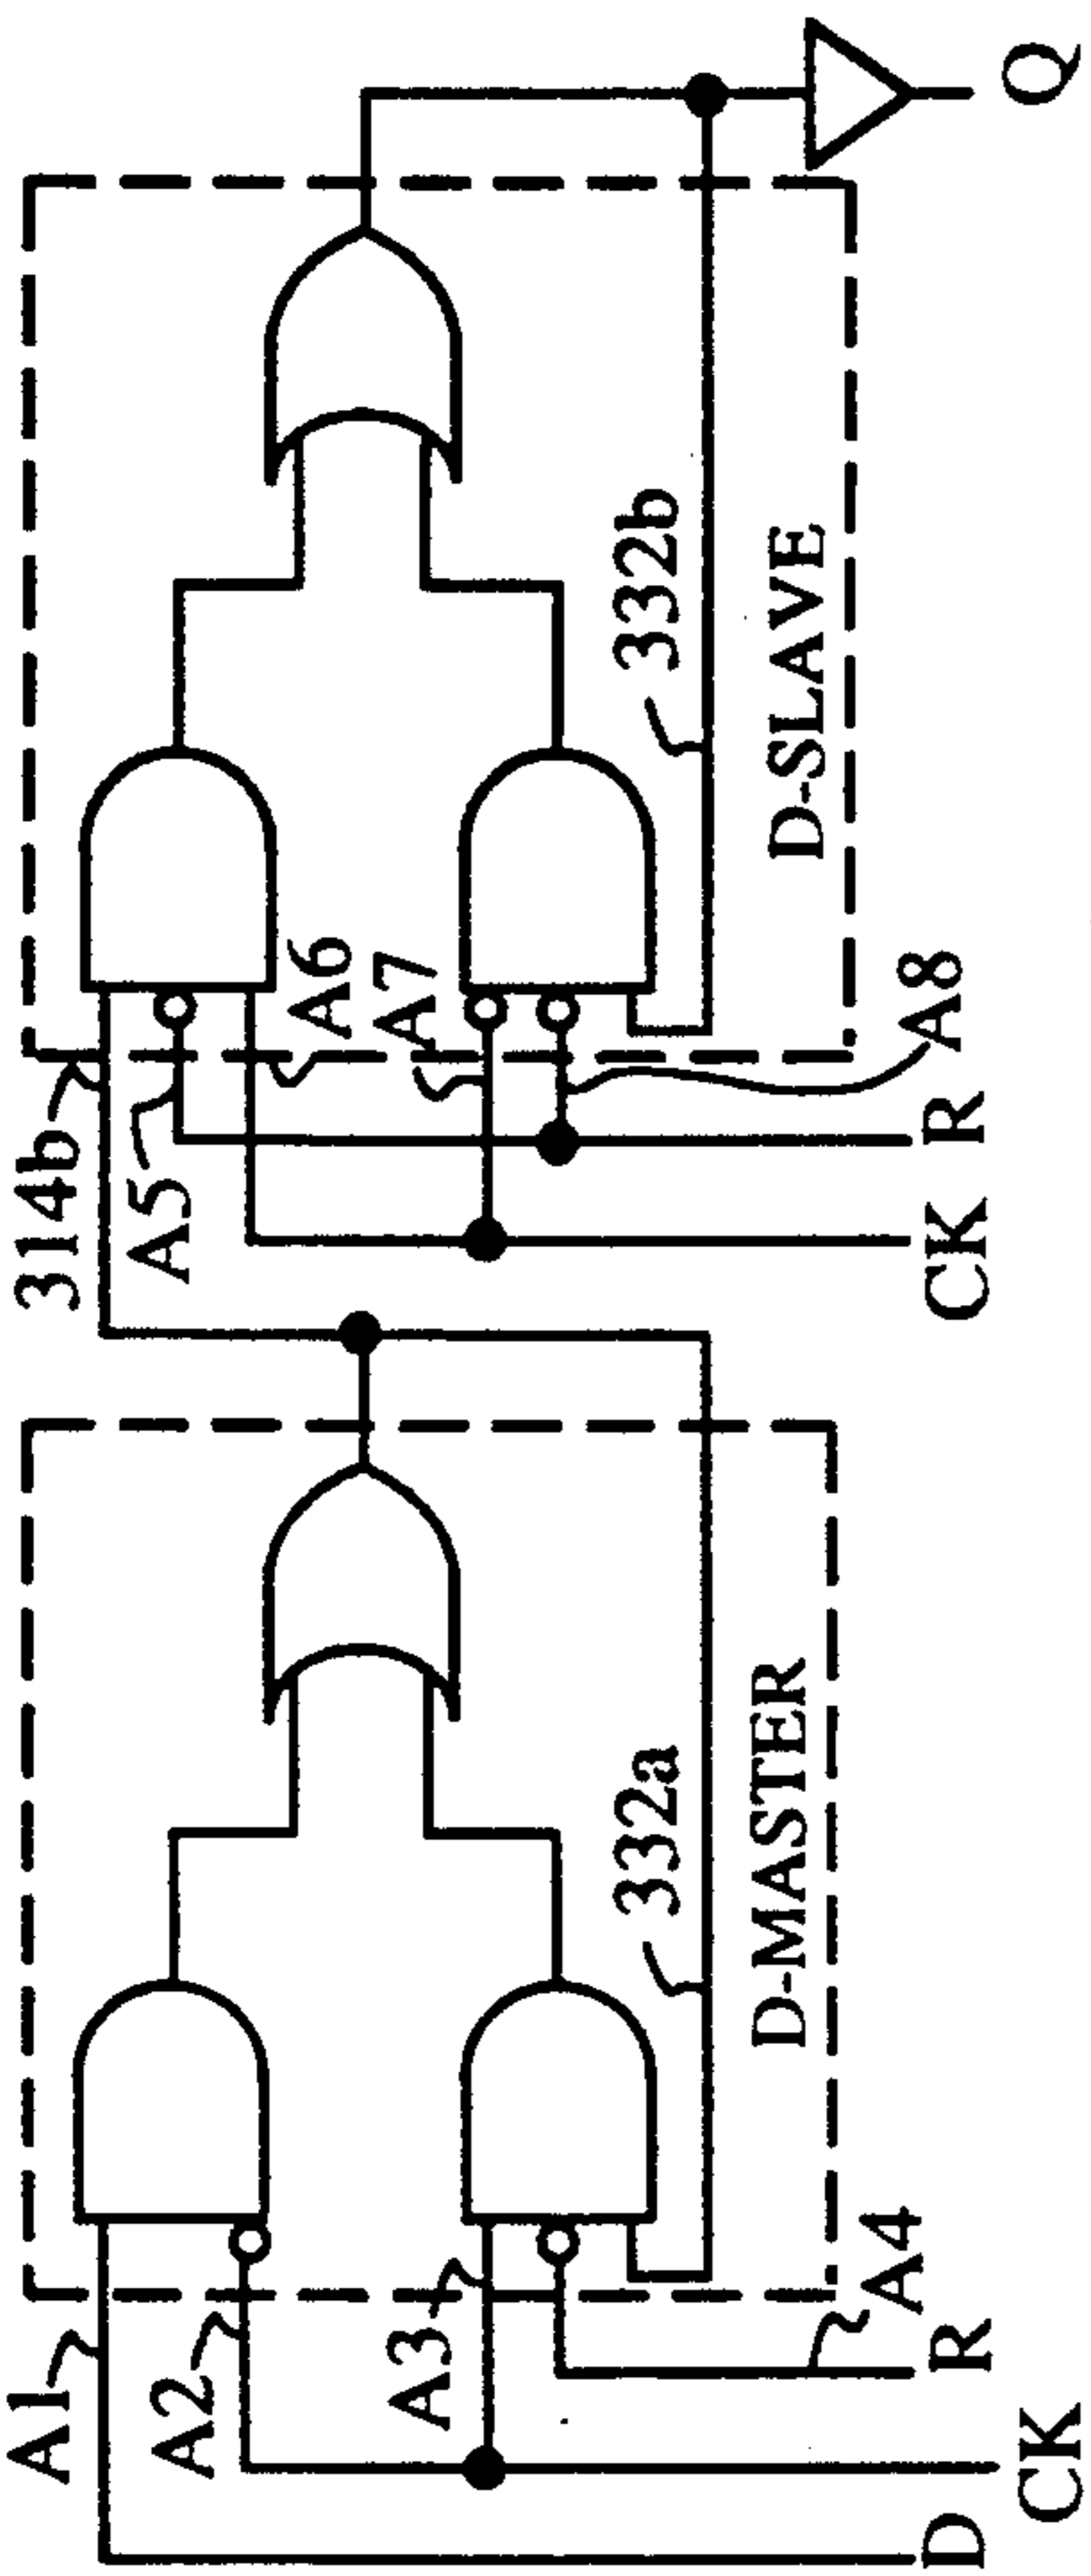 314b
A5
A6
A7
332b
D-SLAVE
A8
R
CK
Q
A1
A2
A3
332a
D-MASTER
A4
R
CK
D